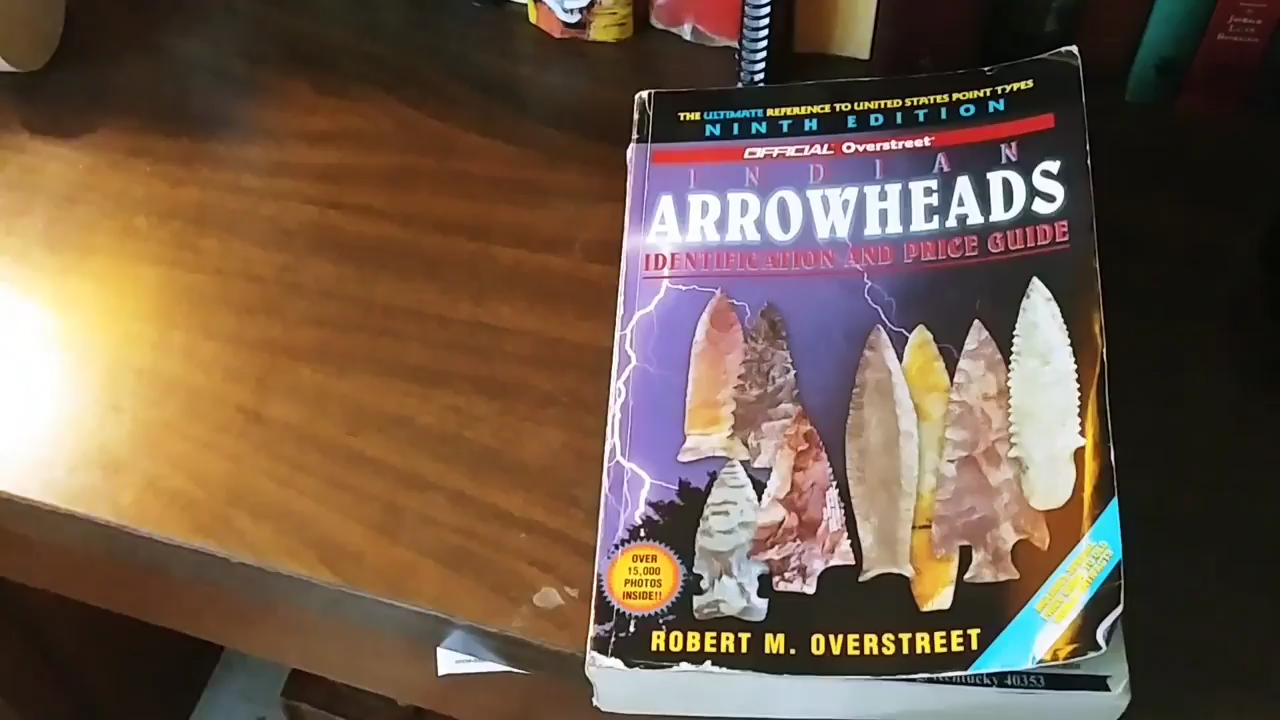 THE ULTIMATE REFERENCE TO UNITED STATES POINT TYPES
NINTH EDITION
OFFICIAL Overstreet
INDIAN
ARROWHEADS
IDENTIFICATION AND PRICE GUIDE
OVER
15,000
PHOTOS
INSIDE!!
ROBERT M. OVERSTREET
Kentucky 40353